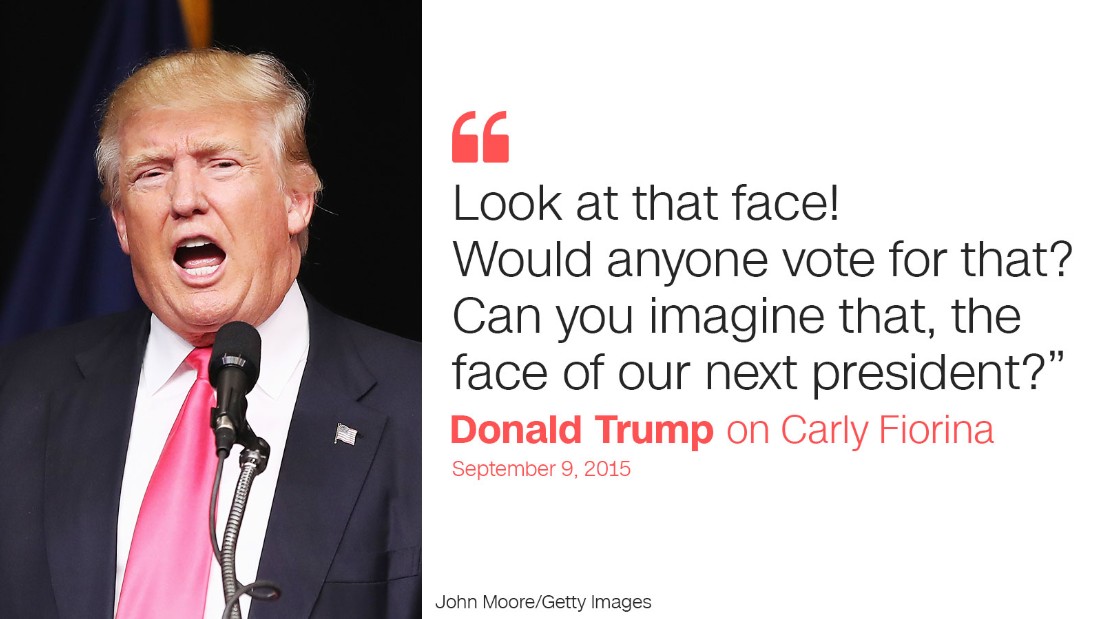 “
Look at that face!
Would anyone vote for that?
Can you imagine that, the
face of our next president?”
Donald Trump on Carly Fiorina
September 9, 2015
John Moore/Getty Images